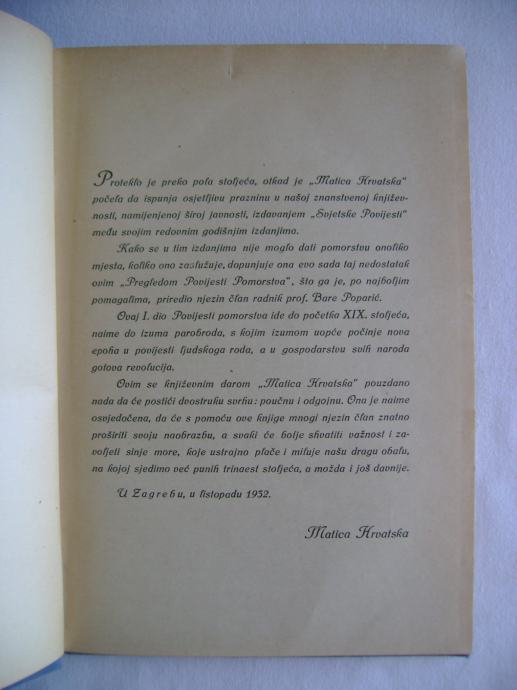 Proteklo je preko pola stoljeća, otkad je „Matica Hrvatska“
počela da ispunja osjetljivu prazninu u našoj znanstvenoj književ-
nosti, namijenjenoj široj javnosti, izdavanjem „Svjetske Povijesti“
među svojim redovnim godišnjim izdanjima.
Kako se u tim izdanjima nije moglo dati pomorstvu onoliko
mjesta, koliko ono zaslužuje, dopunjuje ona evo sada taj nedostatak
ovim „Pregledom Povijesti Pomorstva“, što ga je, po najboljim
pomagalima, priredio njezin član radnik prof. Bare Poparić.
Ovaj I. dio Povijesti pomorstva ide do početka XIX. stoljeća,
naime do izuma parobroda, s kojim izumom uopće počinje nova
epoha u povijesti ljudskoga roda, a u gospodarstvu svih naroda
gotova revolucija.
Ovim se književnim darom „Matica Hrvatska“ pouzdano
nada da će postići dvostruku svrhu: poučnu i odgojnu. Ona je naime
osvjedočena, da će s pomoću ove knjige mnogi njezin član znatno
proširiti svoju naobrazbu, a svaki će bolje shvatiti važnost i za-
voljeti sinje more, koje ustrajno plače i miluje našu dragu obalu,
na kojoj sjedimo već punih trinaest stoljeća, a možda i još davnije.
U Zagrebu, u listopadu 1932.
Matica Hrvatska